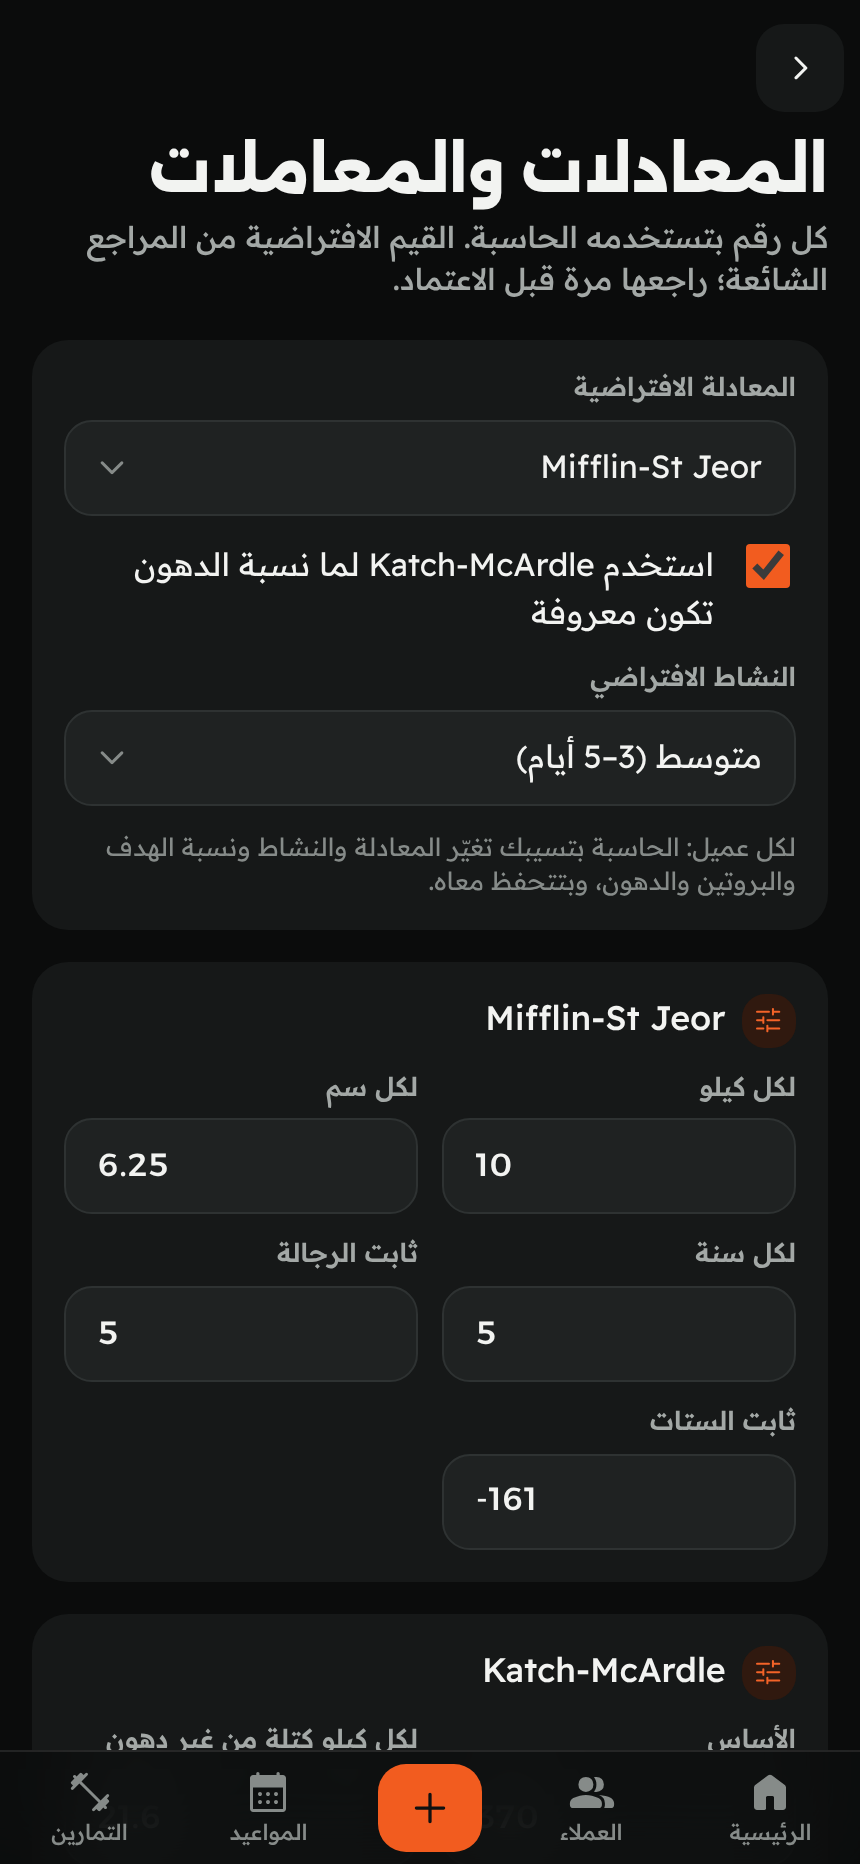 المعادلات والمعاملات
كل رقم بتستخدمه الحاسبة. القيم الافتراضية من المراجع
الشائعة؛ راجعها مرة قبل الاعتماد.
المعادلة الافتراضية
Mifflin-St Jeor
استخدم Katch-McArdle لما نسبة الدهون
تكون معروفة
النشاط الافتراضي
متوسط (3–5 أيام)
لكل عميل: الحاسبة بتسيبك تغيّر المعادلة والنشاط ونسبة الهدف
والبروتين والدهون، وبتتحفظ معاه.
Mifflin-St Jeor
لكل كيلو
لكل سم
10
6.25
لكل سنة
ثابت الرجالة
5
5
ثابت الستات
-161
Katch-McArdle
الأساس
لكل كيلو كتلة من غير دهون
الرئيسية
العملاء
المواعيد
التمارين